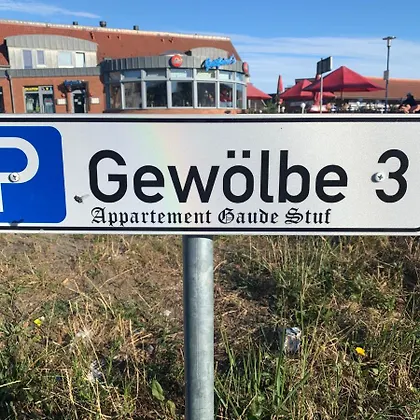 P Gewölbe 3
Appartement Gaude Stuf